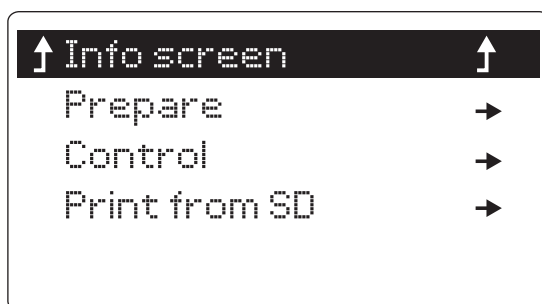 Info screen
Prepare
Control
Print from SD